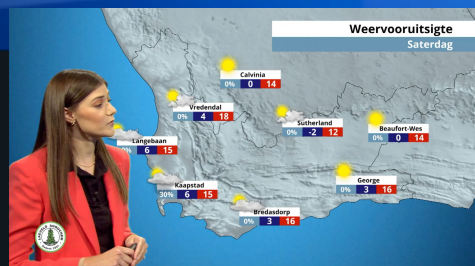 Weervooruitsigte
Saterdag
Calvinia
0% 0 14
Vredendal
0% 4 18
Sutherland
0% -2 12
Beaufort-Wes
0% 0 14
Langebaan
0% 6 15
Kaapstad
30% 6 15
George
0% 3 16
Bredasdorp
0% 3 16